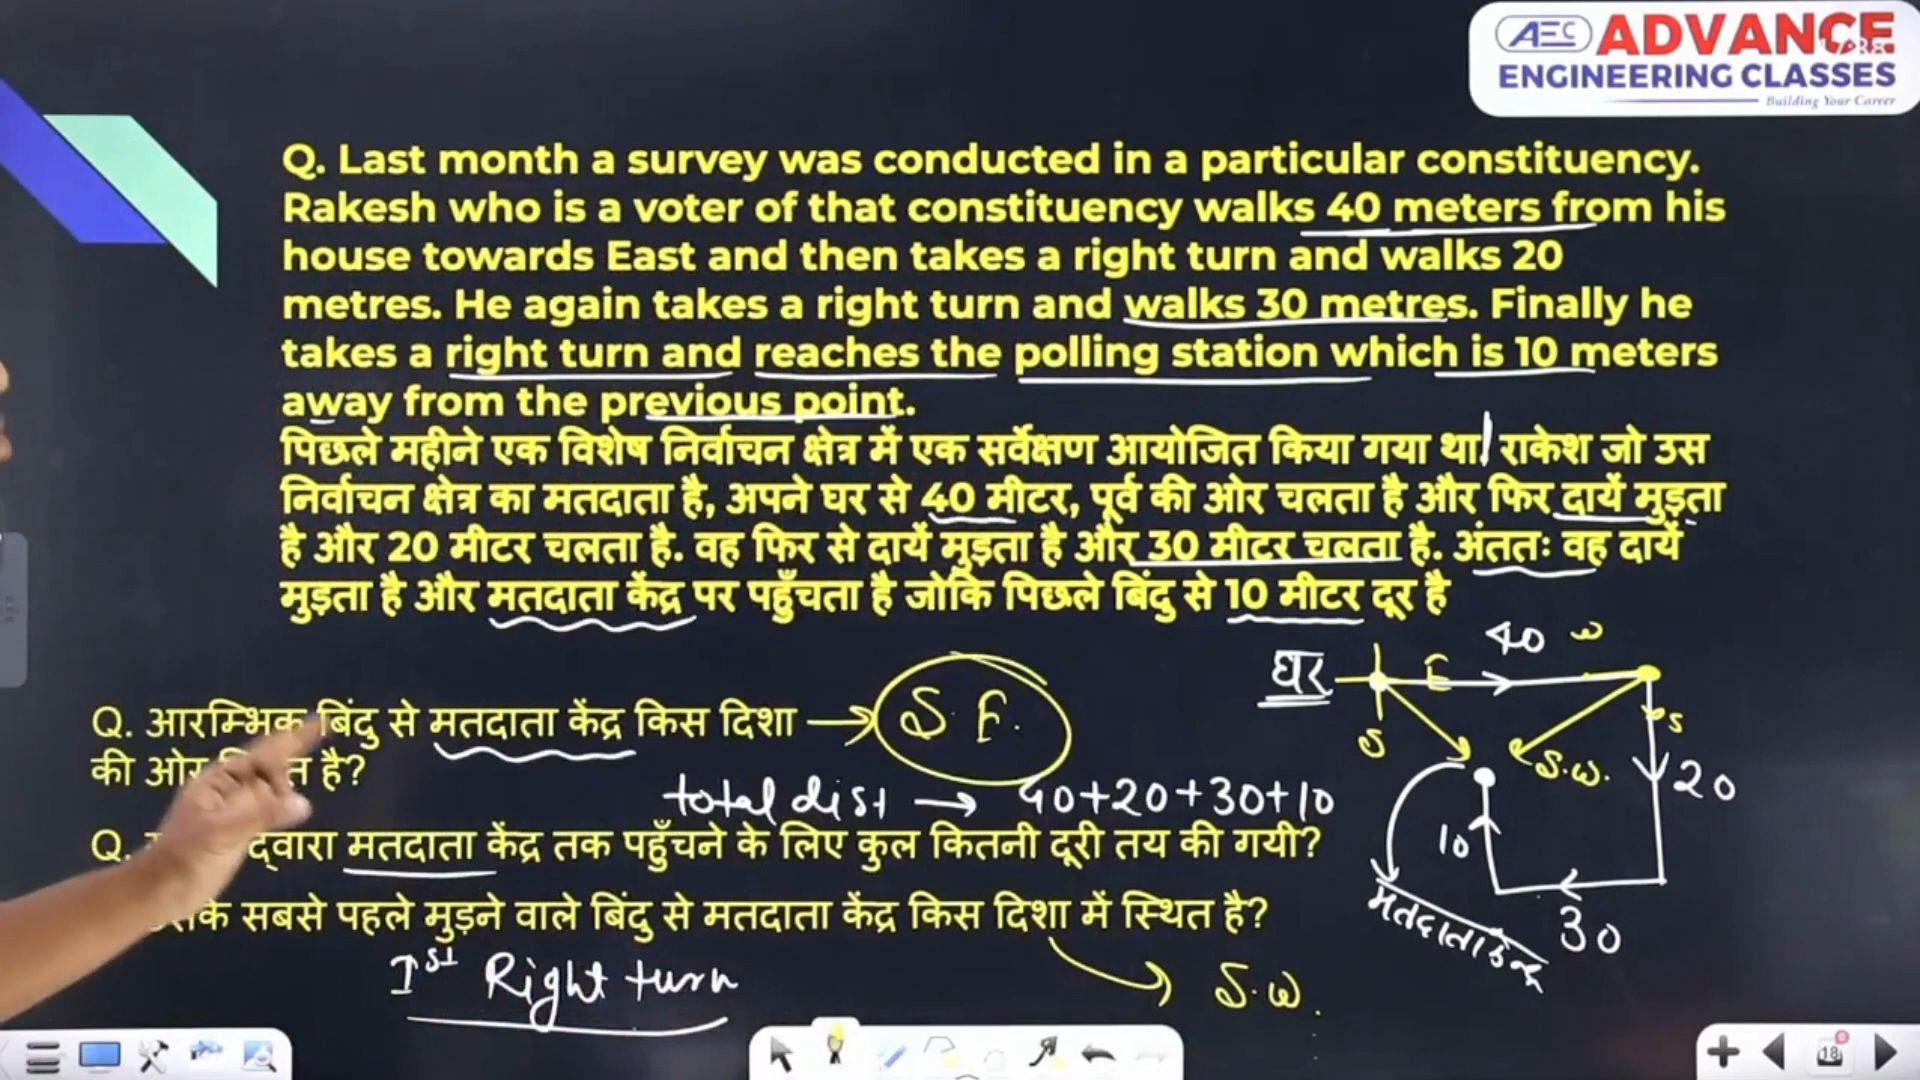 AEC ADVANCE
ENGINEERING CLASSES
Building Your Career
Q. Last month a survey was conducted in a particular constituency.
Rakesh who is a voter of that constituency walks 40 meters from his
house towards East and then takes a right turn and walks 20
metres. He again takes a right turn and walks 30 metres. Finally he
takes a right turn and reaches the polling station which is 10 meters
away from the previous point.
पिछले महीने एक विशेष निर्वाचन क्षेत्र में एक सर्वेक्षण आयोजित किया गया था। राकेश जो उस
निर्वाचन क्षेत्र का मतदाता है, अपने घर से 40 मीटर, पूर्व की ओर चलता है और फिर दायें मुड़ता
है और 20 मीटर चलता है. वह फिर से दायें मुड़ता है और 30 मीटर चलता है. अंततः वह दायें
मुड़ता है और मतदाता केंद्र पर पहुँचता है जोकि पिछले बिंदु से 10 मीटर दूर है
घर E 40 ω
S
S
S.W.
20
10
30
मतदाता केन्द्र
Q. आरम्भिक बिंदु से मतदाता केंद्र किस दिशा → S.E.
की ओर है?
total dist → 40+20+30+10
Q. द्वारा मतदाता केंद्र तक पहुँचने के लिए कुल कितनी दूरी तय की गयी?
सबसे पहले मुड़ने वाले बिंदु से मतदाता केंद्र किस दिशा में स्थित है?
Ist Right turn
S.W.
18